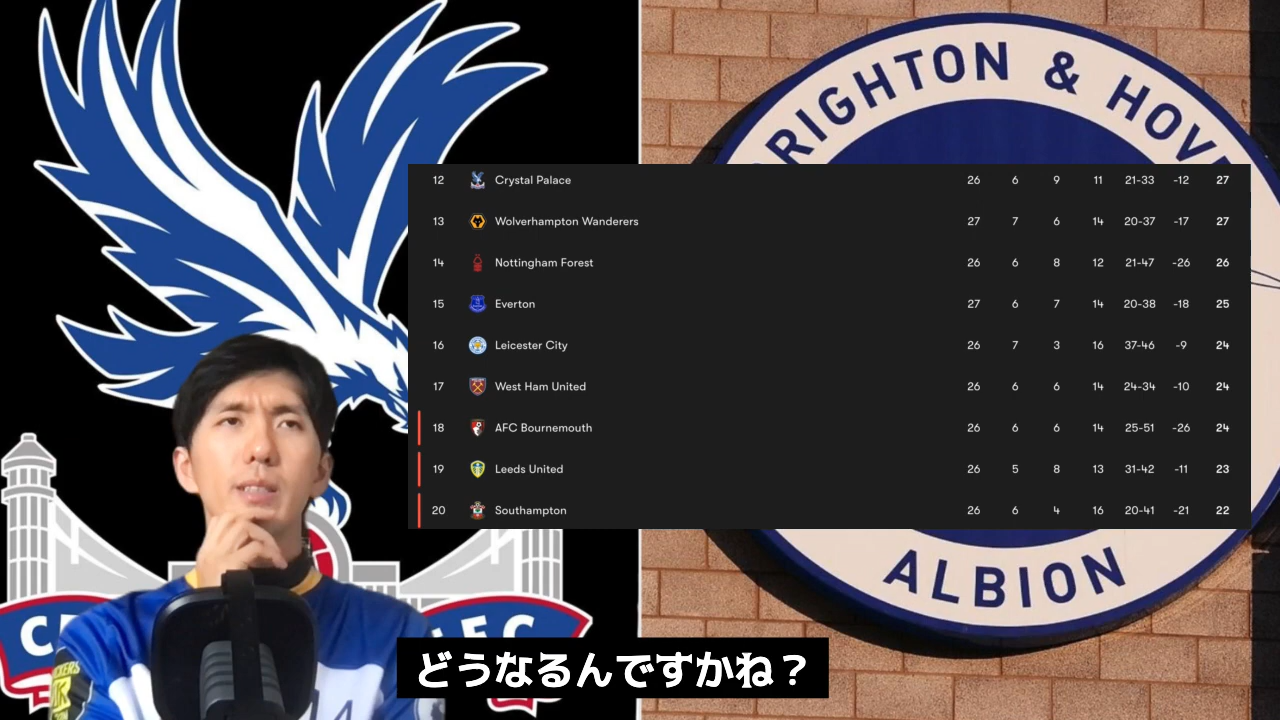 BRIGHTON & HOVE
12 Crystal Palace 26 6 9 11 21-33 -12 27
13 Wolverhampton Wanderers 27 7 6 14 20-37 -17 27
14 Nottingham Forest 26 6 8 12 21-47 -26 26
15 Everton 27 6 7 14 20-38 -18 25
16 Leicester City 26 7 3 16 37-46 -9 24
17 West Ham United 26 6 6 14 24-34 -10 24
18 AFC Bournemouth 26 6 6 14 25-51 -26 24
19 Leeds United 26 5 8 13 31-42 -11 23
20 Southampton 26 6 4 16 20-41 -21 22
ALBION
どうなるんですかね？